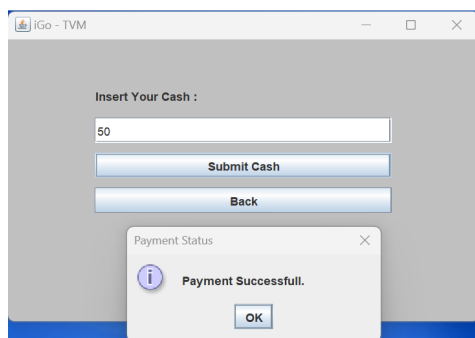 iGo - TVM
Insert Your Cash :
50
Submit Cash
Back
Payment Status
i
Payment Successfull.
OK